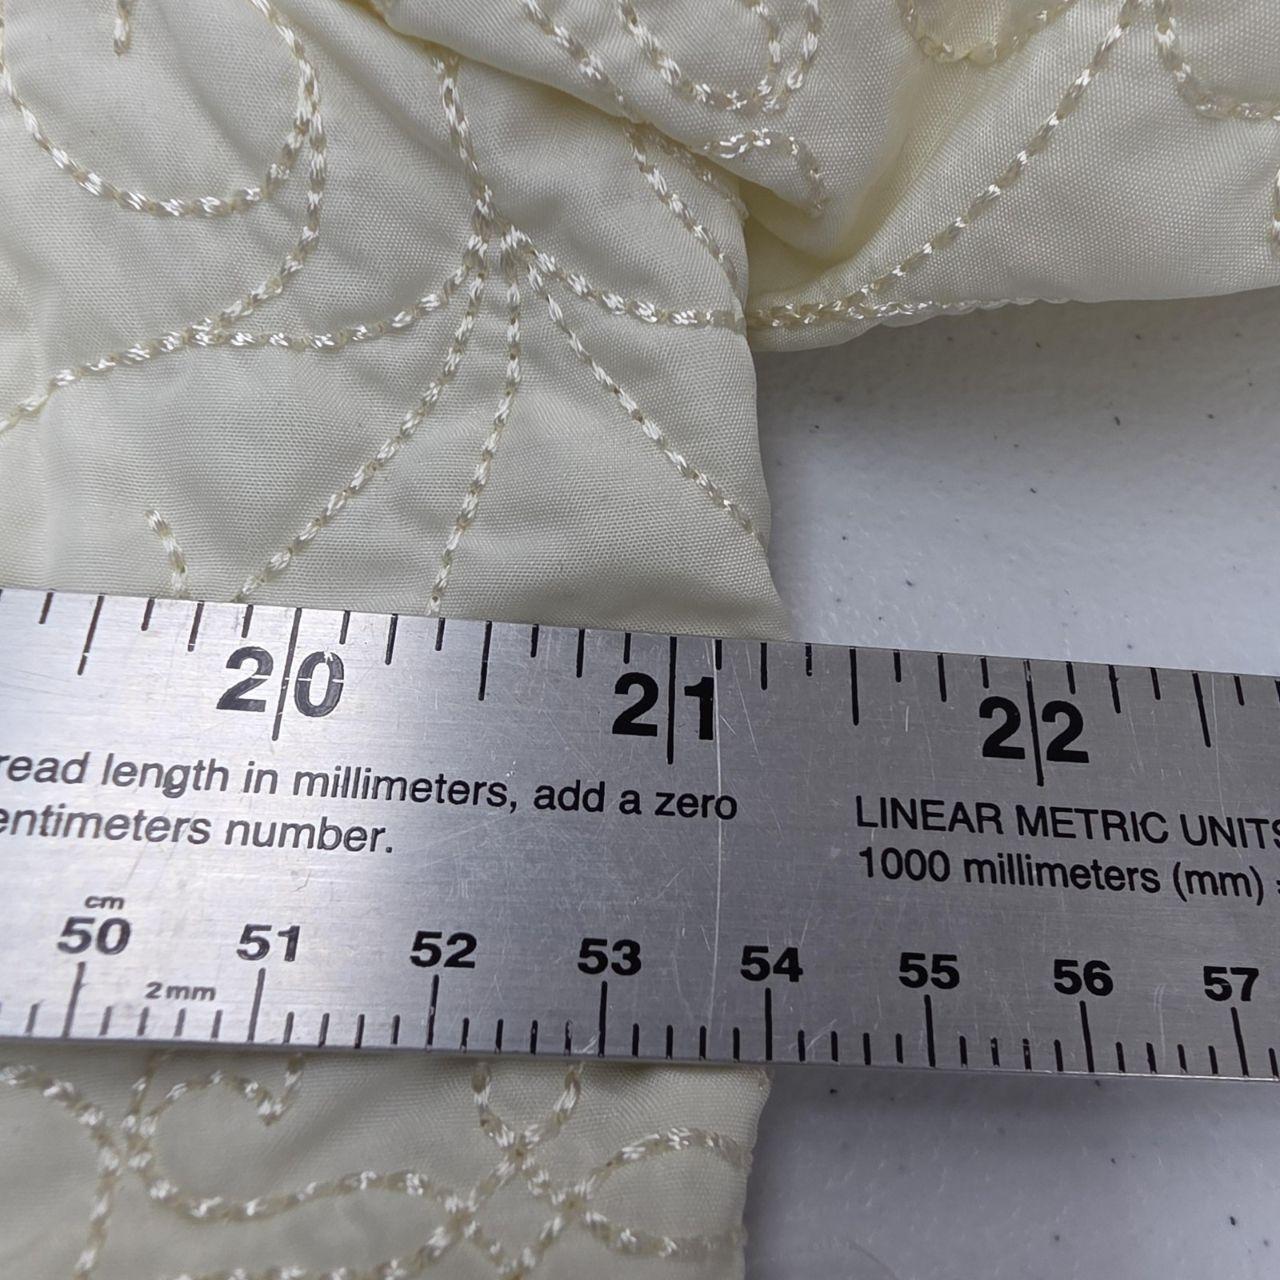 20 21 22
read length in millimeters, add a zero
entimeters number.
LINEAR METRIC UNITS
1000 millimeters (mm)
cm
50 51 52 53 54 55 56 57
2mm